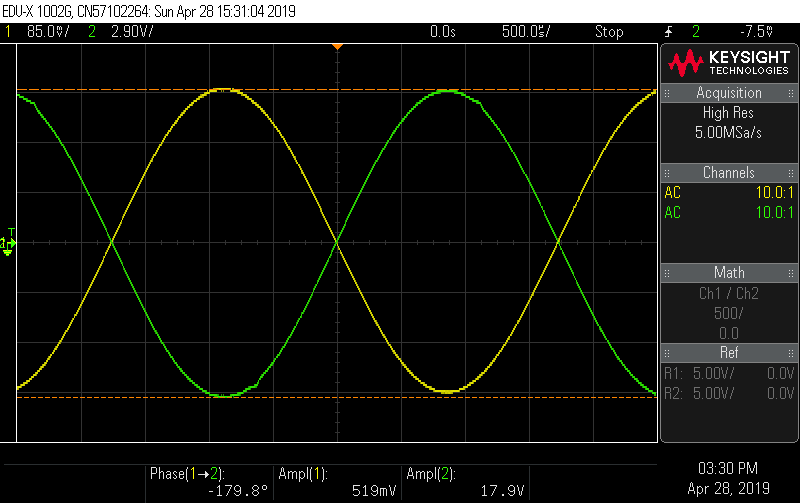 EDU-X 1002G, CN57102264: Sun Apr 28 15:31:04 2019
1 85.0V/ 2 2.90V/ 0.0s 500.0s/ Stop 2 -7.5V
KEYSIGHT
TECHNOLOGIES
Acquisition
High Res
5.00MSa/s
Channels
AC 10.0:1
AC 10.0:1
Math
Ch1 / Ch2
500/
0.0
Ref
R1: 5.00V/ 0.0V
R2: 5.00V/ 0.0V
T
Phase(1→2): Ampl(1): Ampl(2):
-179.8° 519mV 17.9V
03:30 PM
Apr 28, 2019